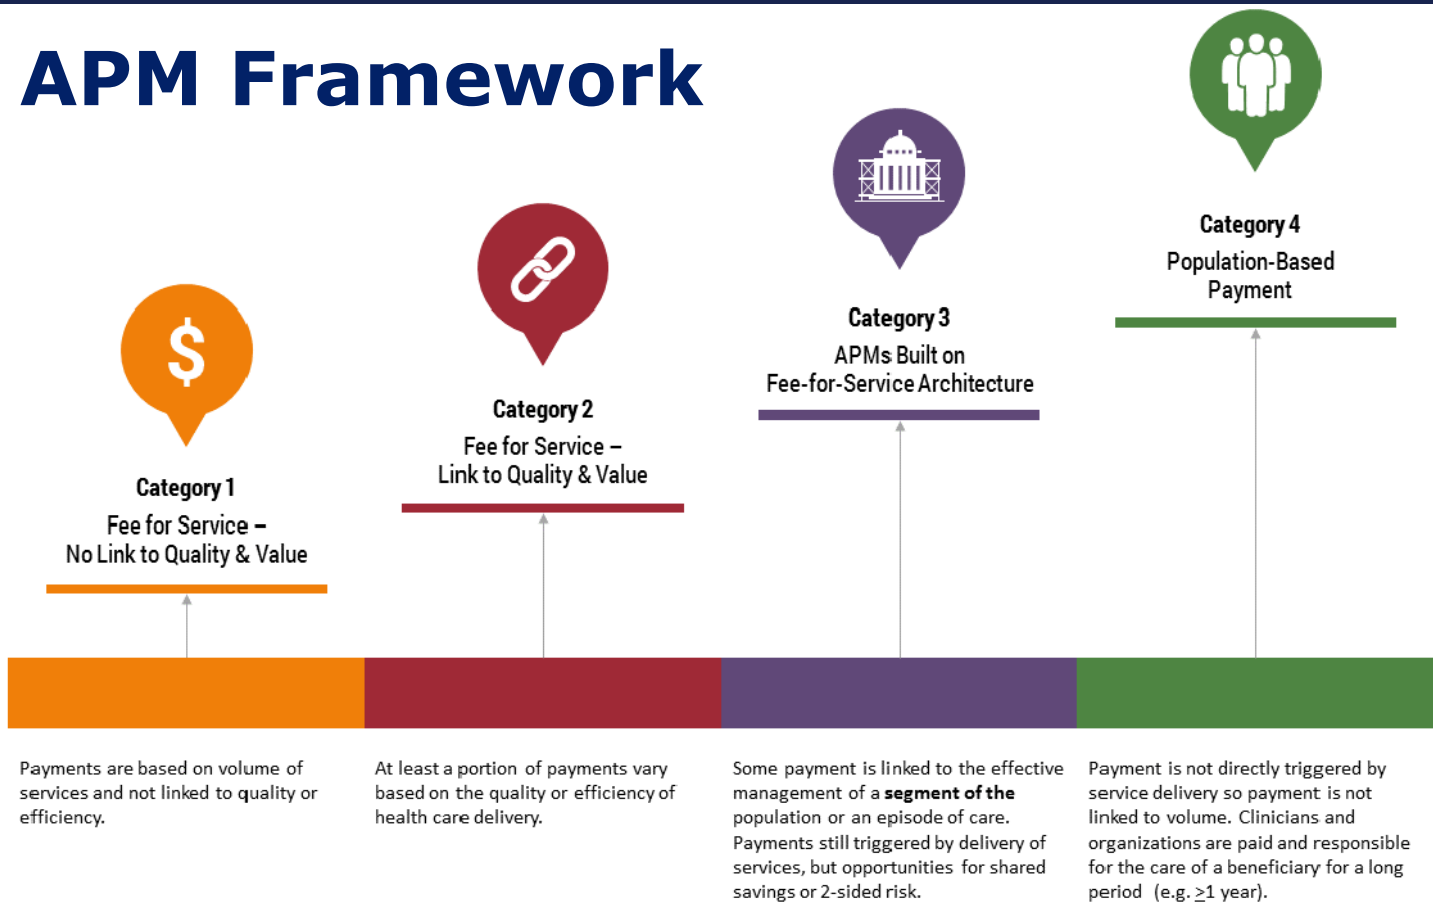 APM Framework
$
Category 1
Fee for Service –
No Link to Quality & Value
Category 2
Fee for Service –
Link to Quality & Value
Category 3
APMs Built on
Fee-for-Service Architecture
Category 4
Population-Based
Payment
Payments are based on volume of
services and not linked to quality or
efficiency.
At least a portion of payments vary
based on the quality or efficiency of
health care delivery.
Some payment is linked to the effective
management of a segment of the
population or an episode of care.
Payments still triggered by delivery of
services, but opportunities for shared
savings or 2-sided risk.
Payment is not directly triggered by
service delivery so payment is not
linked to volume. Clinicians and
organizations are paid and responsible
for the care of a beneficiary for a long
period (e.g. ≥1 year).